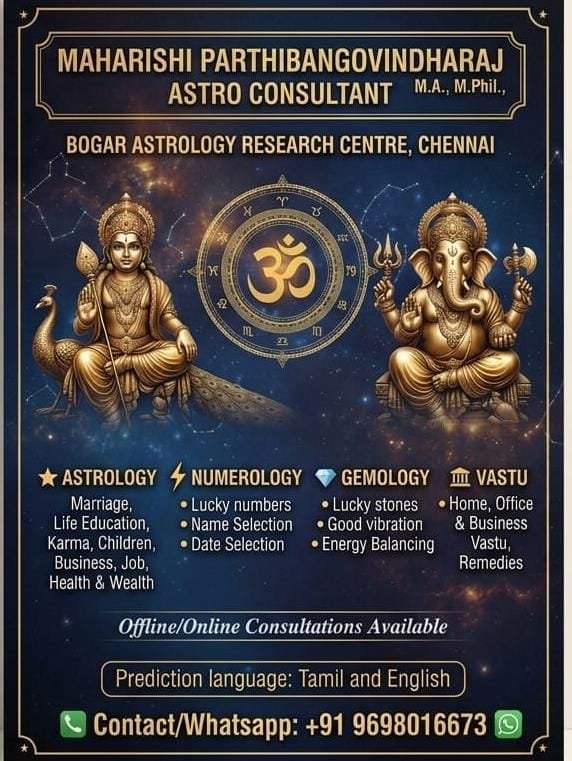 MAHARISHI PARTHIBANGOVINDHARAJ
ASTRO CONSULTANT M.A., M.Phil.,
BOGAR ASTROLOGY RESEARCH CENTRE, CHENNAI
ॐ
ASTROLOGY
Marriage,
Life Education,
Karma, Children,
Business, Job,
Health & Wealth
NUMEROLOGY
• Lucky numbers
• Name Selection
• Date Selection
GEMOLOGY
• Lucky stones
• Good vibration
• Energy Balancing
VASTU
• Home, Office
& Business
Vastu,
Remedies
Offline/Online Consultations Available
Prediction language: Tamil and English
Contact/Whatsapp: +91 9698016673